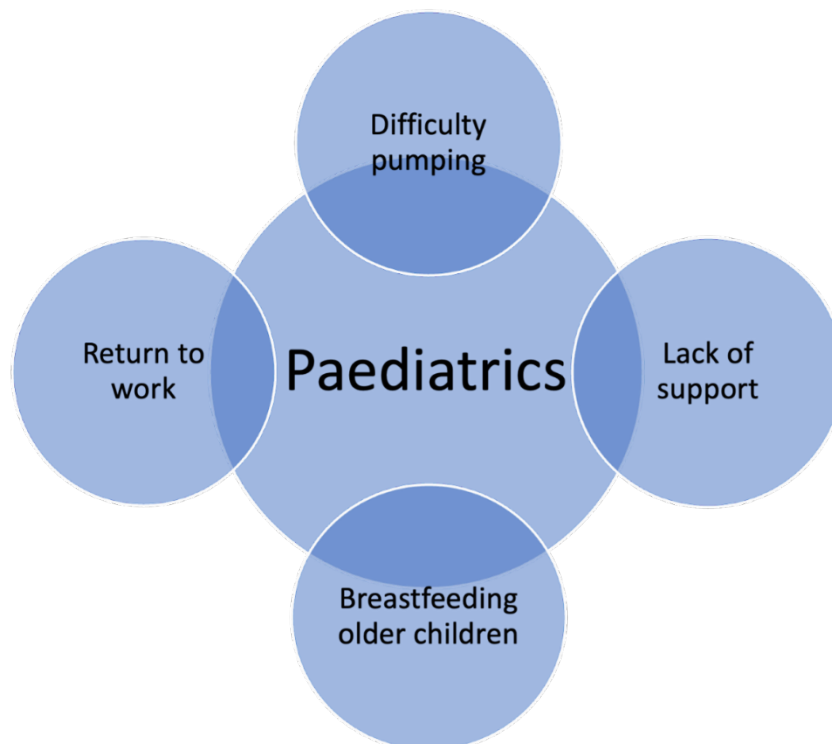 Difficulty
pumping
Return to
work
Paediatrics
Lack of
support
Breastfeeding
older children